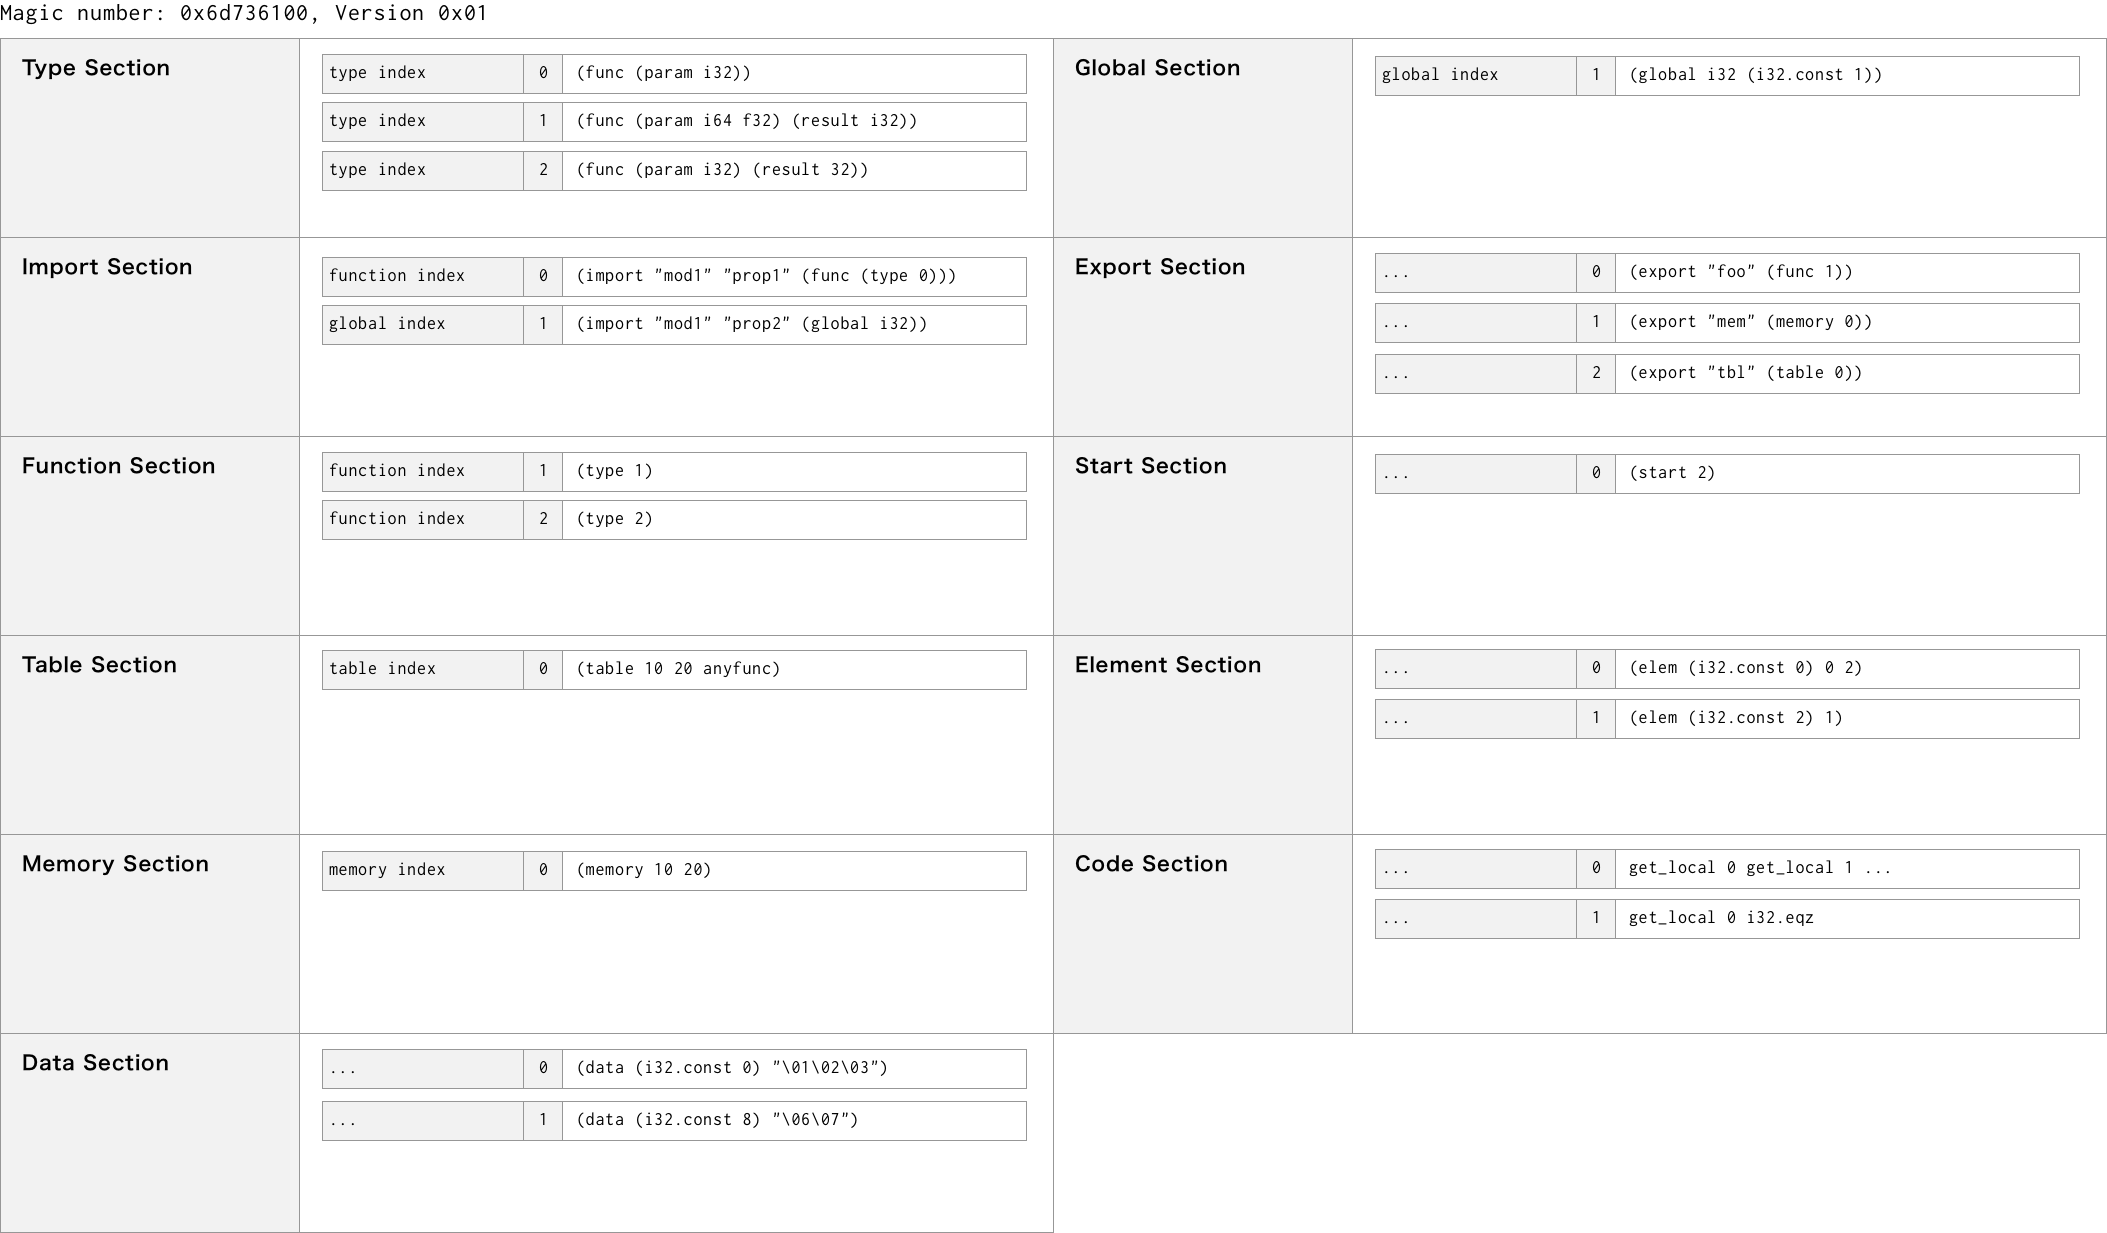 Magic number: 0x6d736100, Version 0x01
Type Section
type index 0 (func (param i32))
type index 1 (func (param i64 f32) (result i32))
type index 2 (func (param i32) (result 32))
Global Section
global index 1 (global i32 (i32.const 1))
Import Section
function index 0 (import "mod1" "prop1" (func (type 0)))
global index 1 (import "mod1" "prop2" (global i32))
Export Section
... 0 (export "foo" (func 1))
... 1 (export "mem" (memory 0))
... 2 (export "tbl" (table 0))
Function Section
function index 1 (type 1)
function index 2 (type 2)
Start Section
... 0 (start 2)
Table Section
table index 0 (table 10 20 anyfunc)
Element Section
... 0 (elem (i32.const 0) 0 2)
... 1 (elem (i32.const 2) 1)
Memory Section
memory index 0 (memory 10 20)
Code Section
... 0 get_local 0 get_local 1 ...
... 1 get_local 0 i32.eqz
Data Section
... 0 (data (i32.const 0) "\01\02\03")
... 1 (data (i32.const 8) "\06\07")